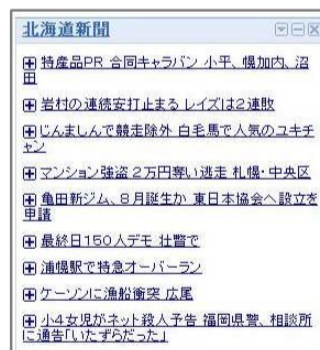 北海道新聞
特産品PR 合同キャラバン 小平、幌加内、沼
田
岩村の連続安打止まる レイズは2連敗
じんましんで競走除外 白毛馬で人気のユキチ
ャン
マンション強盗 2万円奪い逃走 札幌・中央区
亀田新ジム、8月誕生か 東日本協会へ設立を
申請
最終日150人デモ 壮瞥で
浦幌駅で特急オーバーラン
ケーソンに漁船衝突 広尾
小4女児がネット殺人予告 福岡県警、相談所
に通告「いたずらだった」